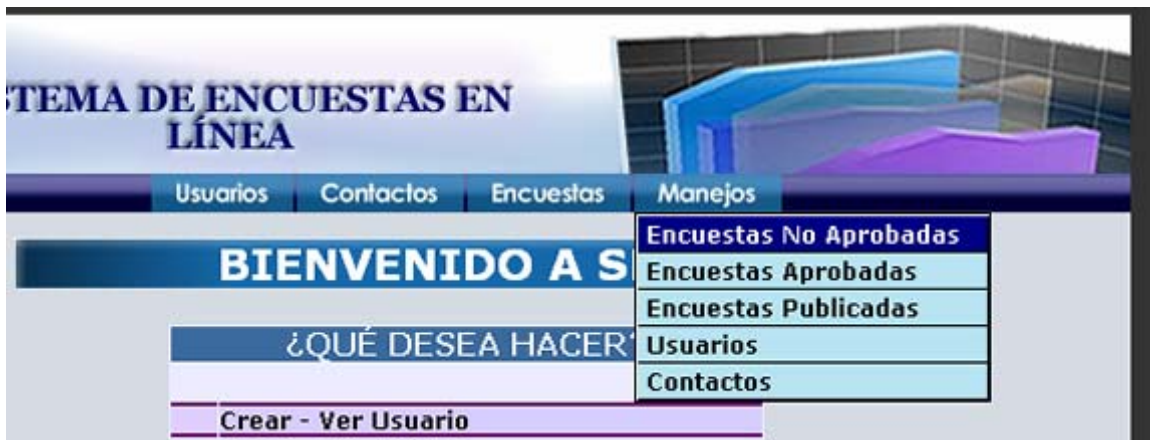 STEMA DE ENCUESTAS EN
LÍNEA
Usuarios Contactos Encuestas Manejos
Encuestas No Aprobadas
Encuestas Aprobadas
Encuestas Publicadas
Usuarios
Contactos
BIENVENIDO A S
¿QUÉ DESEA HACER?
Crear - Ver Usuario